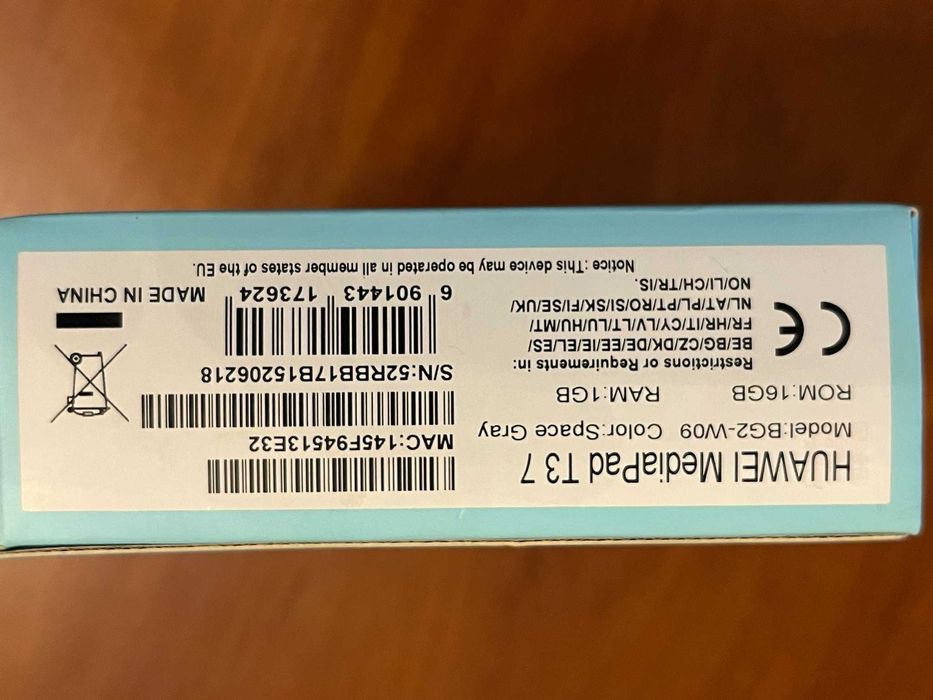 HUAWEI MediaPad T3 7
Model:BG2-W09 Color:Space Gray
ROM:16GB RAM:1GB
Restrictions or Requirements in:
BE/BG/CZ/DK/DE/EE/IE/EL/ES/
FR/HR/IT/CY/LV/LT/LU/HU/MT/
NL/AT/PL/PT/RO/SI/SK/FI/SE/UK/
NO/LI/CH/TR/IS.
CE
Notice :This device may be operated in all member states of the EU.
MAC:145F94513E32
S/N:52RBB17B15206218
6 901443 173624
MADE IN CHINA